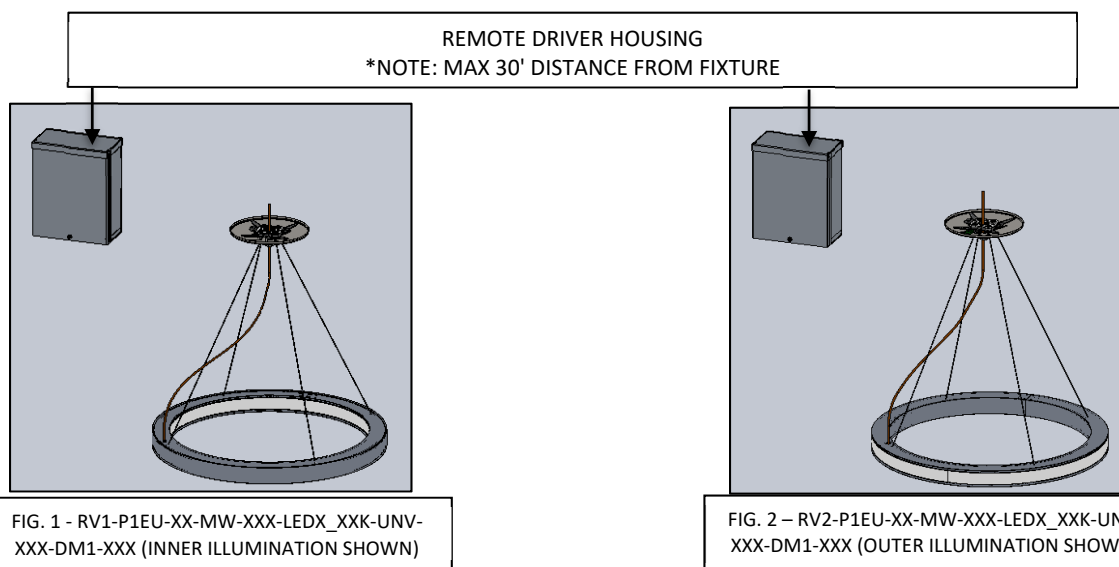 REMOTE DRIVER HOUSING
*NOTE: MAX 30' DISTANCE FROM FIXTURE
FIG. 1 - RV1-P1EU-XX-MW-XXX-LEDX_XXK-UNV-
XXX-DM1-XXX (INNER ILLUMINATION SHOWN)
FIG. 2 – RV2-P1EU-XX-MW-XXX-LEDX_XXK-UN
XXX-DM1-XXX (OUTER ILLUMINATION SHOW